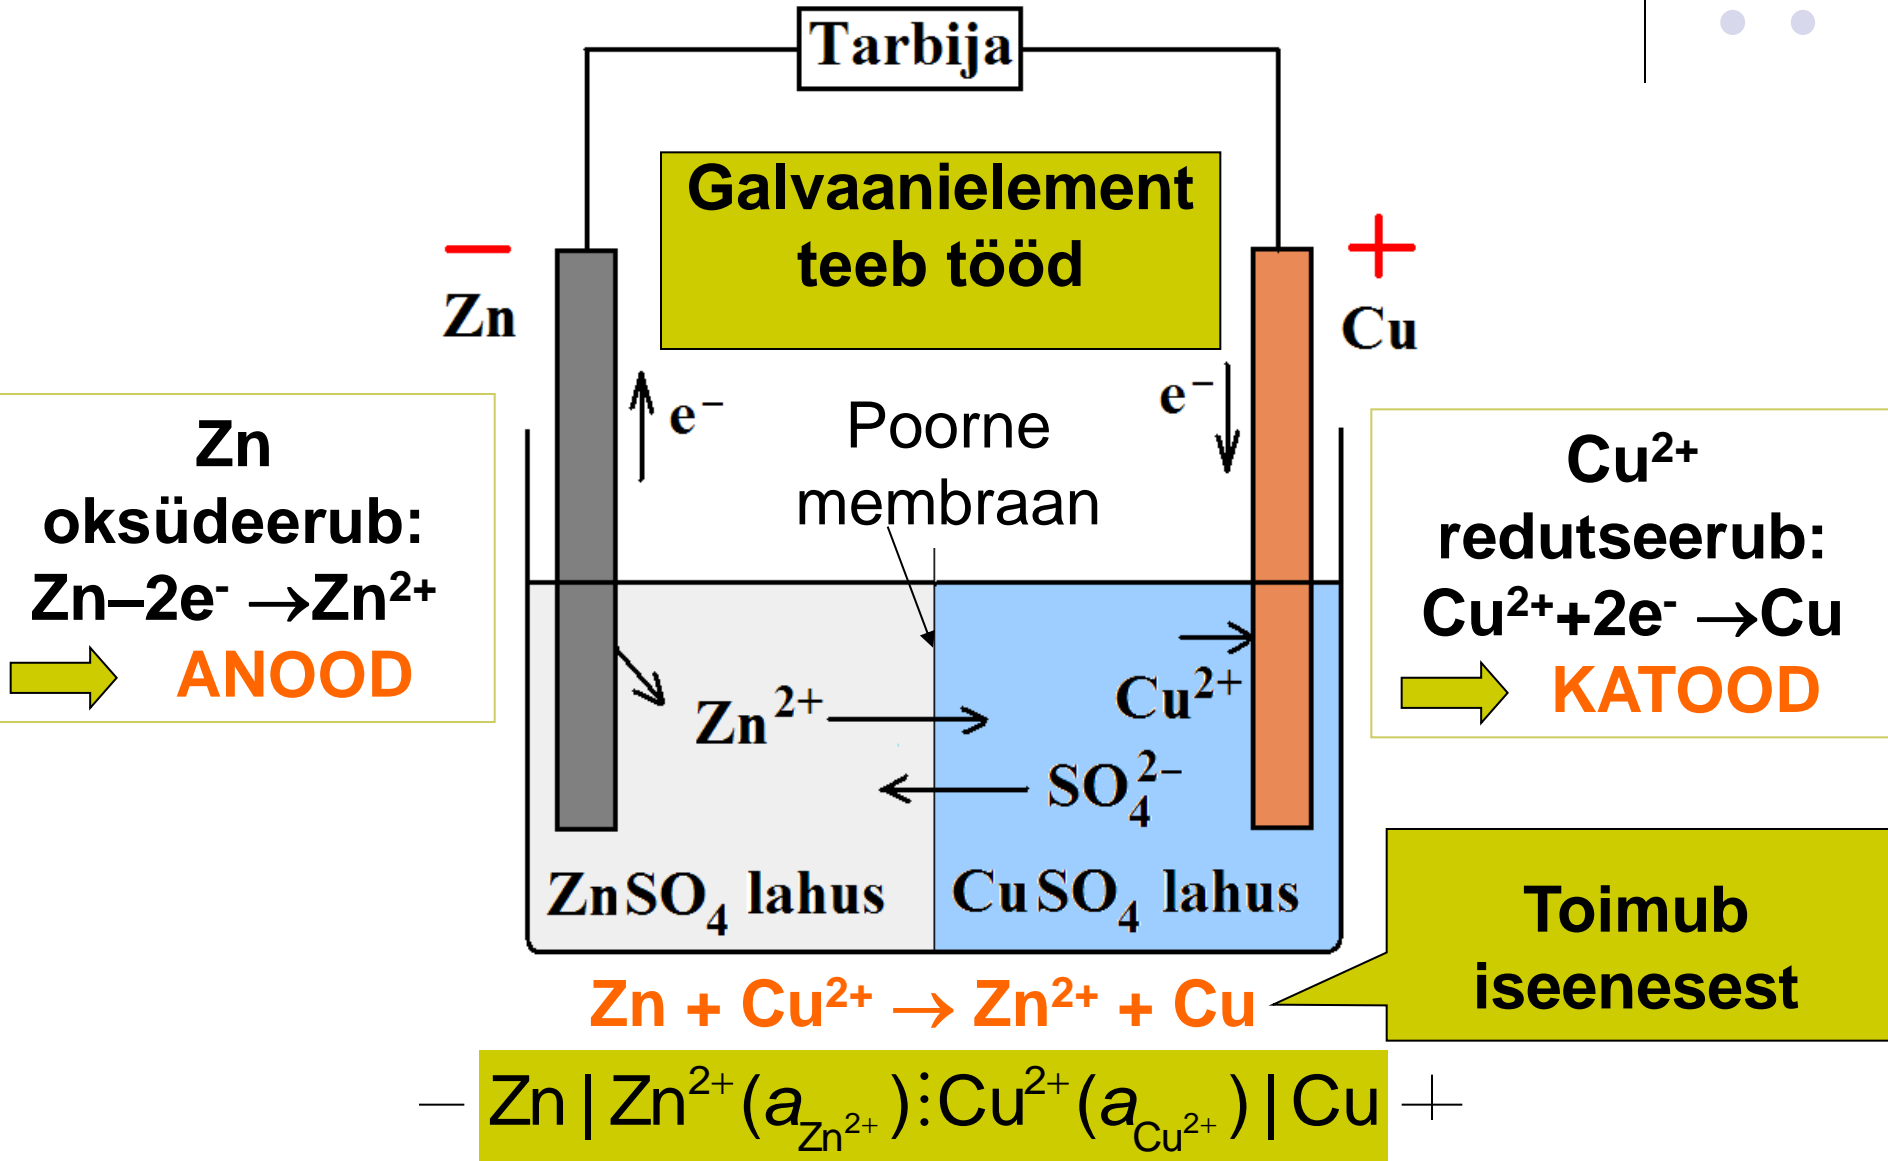 Tarbija
Galvaanielement
teeb tööd
− +
Zn
Cu
e⁻
e⁻
Poorne
membraan
Zn
oksüdeerub:
Zn–2e⁻ →Zn²⁺
ANOOD
Cu²⁺
redutseerub:
Cu²⁺+2e⁻ →Cu
KATOOD
Zn²⁺
Cu²⁺
SO₄²⁻
ZnSO₄ lahus
CuSO₄ lahus
Toimub
iseenesest
Zn + Cu²⁺ → Zn²⁺ + Cu
− Zn | Zn²⁺(a_Zn²⁺)⋮Cu²⁺(a_Cu²⁺) | Cu +